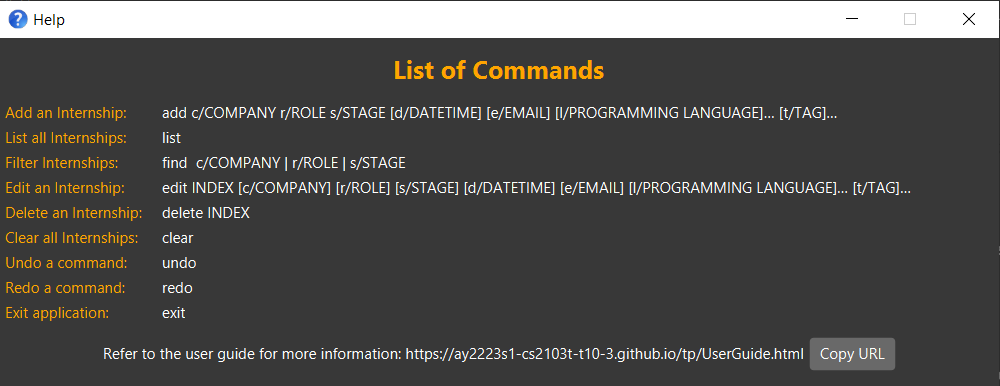 Help
List of Commands
Add an Internship: add c/COMPANY r/ROLE s/STAGE [d/DATETIME] [e/EMAIL] [l/PROGRAMMING LANGUAGE]... [t/TAG]...
List all Internships: list
Filter Internships: find  c/COMPANY | r/ROLE | s/STAGE
Edit an Internship: edit INDEX [c/COMPANY] [r/ROLE] [s/STAGE] [d/DATETIME] [e/EMAIL] [l/PROGRAMMING LANGUAGE]... [t/TAG]...
Delete an Internship: delete INDEX
Clear all Internships: clear
Undo a command: undo
Redo a command: redo
Exit application: exit
Refer to the user guide for more information: https://ay2223s1-cs2103t-t10-3.github.io/tp/UserGuide.html Copy URL